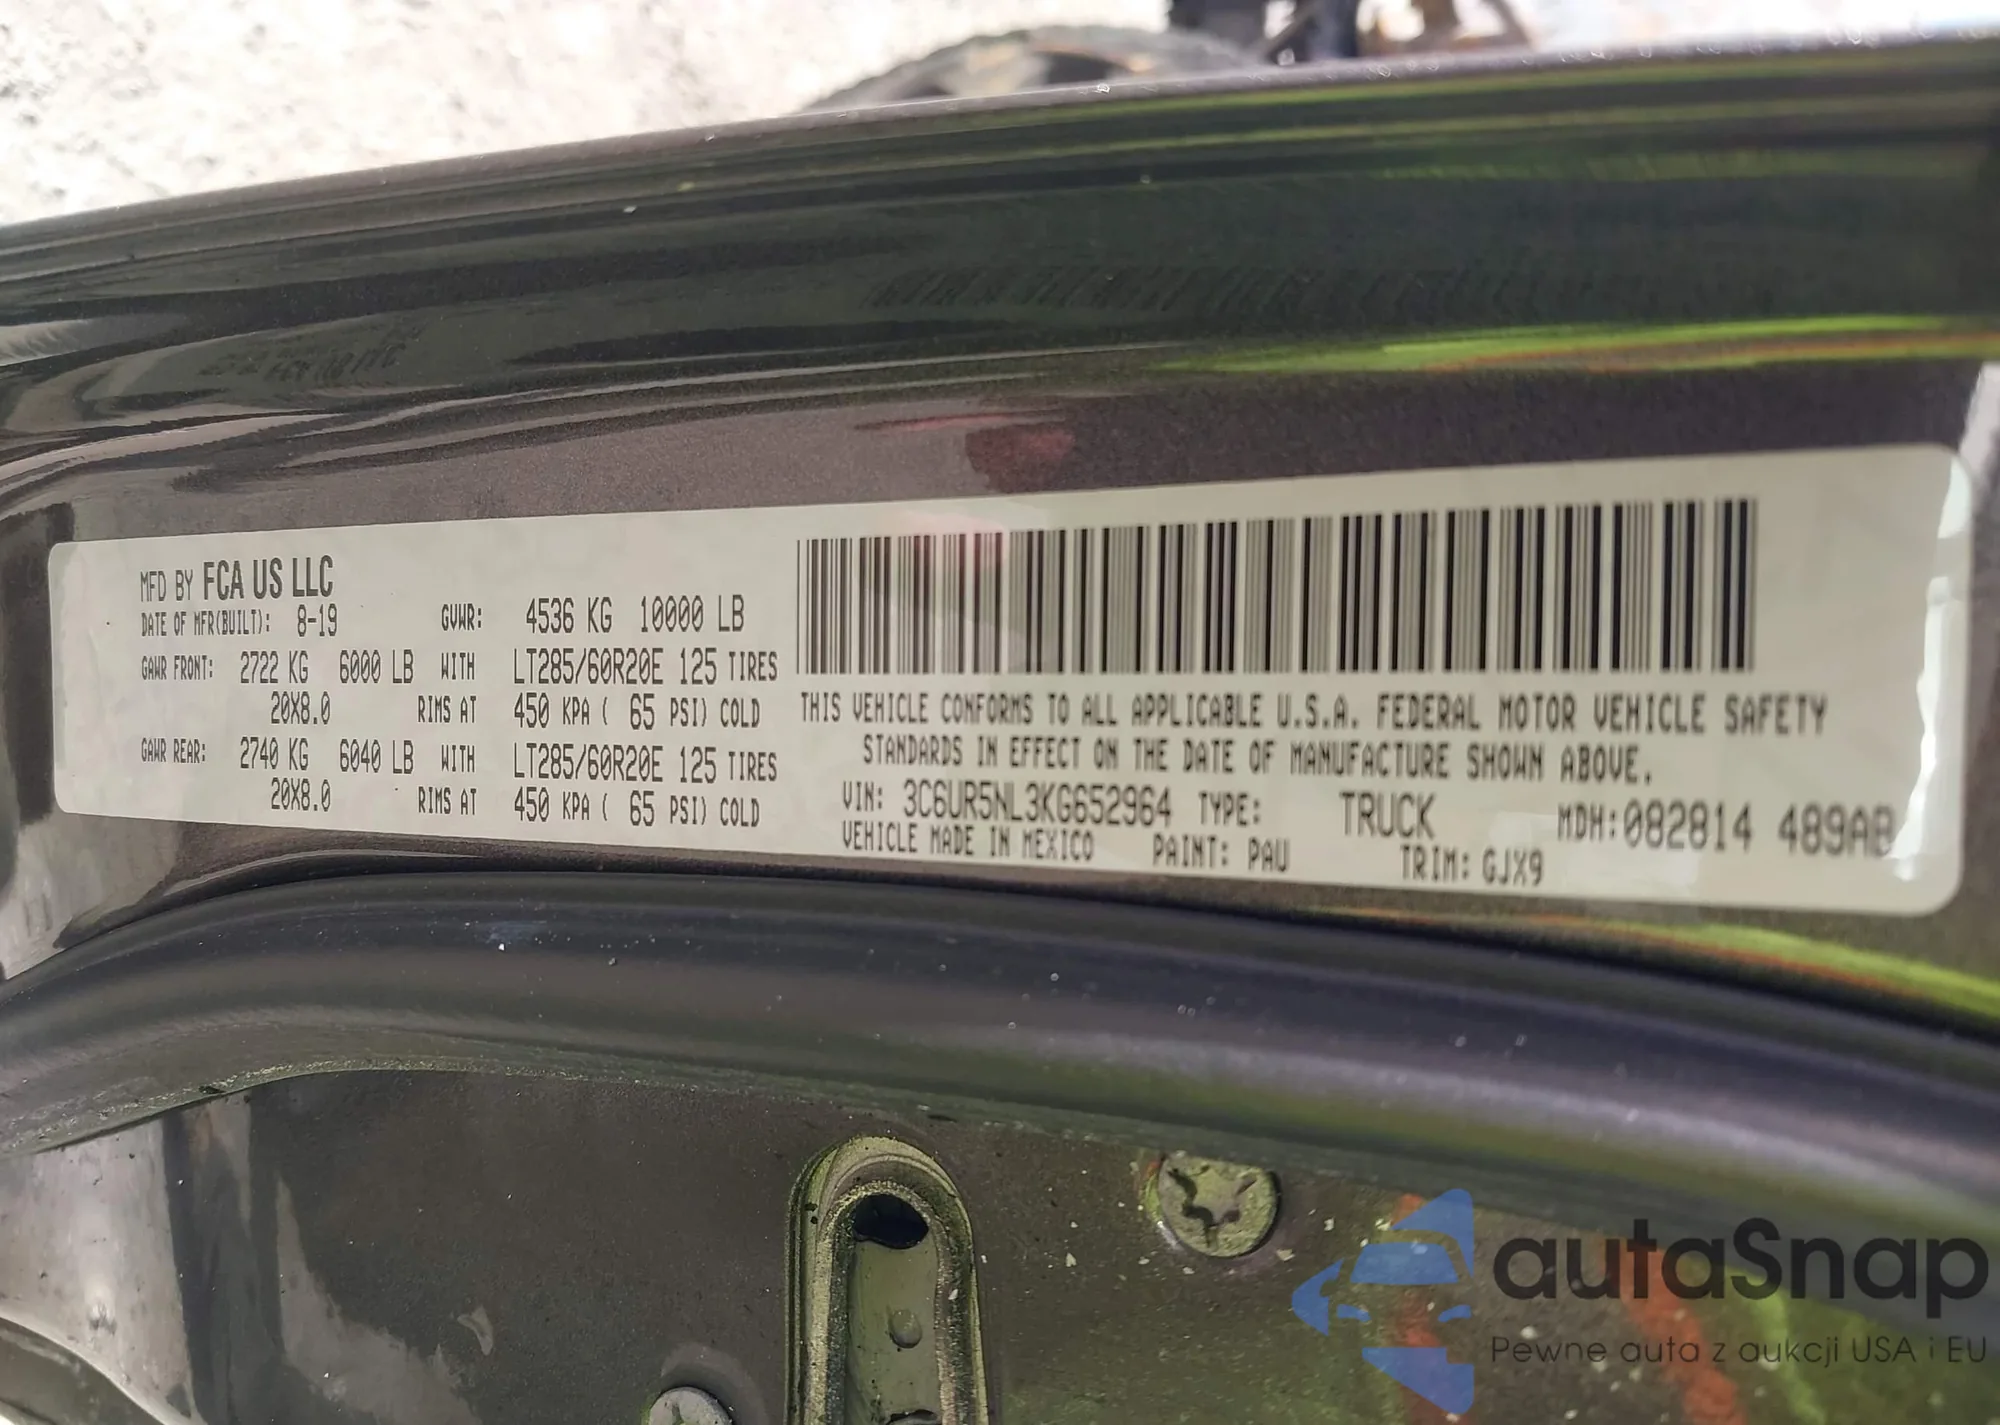 MFD BY FCA US LLC
DATE OF MFR(BUILT): 8-19 GVWR: 4536 KG 10000 LB
GAWR FRONT: 2722 KG 6000 LB WITH LT285/60R20E 125 TIRES
20X8.0 RIMS AT 450 KPA ( 65 PSI) COLD
GAWR REAR: 2740 KG 6040 LB WITH LT285/60R20E 125 TIRES
20X8.0 RIMS AT 450 KPA ( 65 PSI) COLD
THIS VEHICLE CONFORMS TO ALL APPLICABLE U.S.A. FEDERAL MOTOR VEHICLE SAFETY
STANDARDS IN EFFECT ON THE DATE OF MANUFACTURE SHOWN ABOVE.
VIN: 3C6UR5NL3KG652964 TYPE: TRUCK MDH:082814 489AB
VEHICLE MADE IN MEXICO PAINT: PAU TRIM: GJX9
autaSnap
Pewne auta z aukcji USA i EU